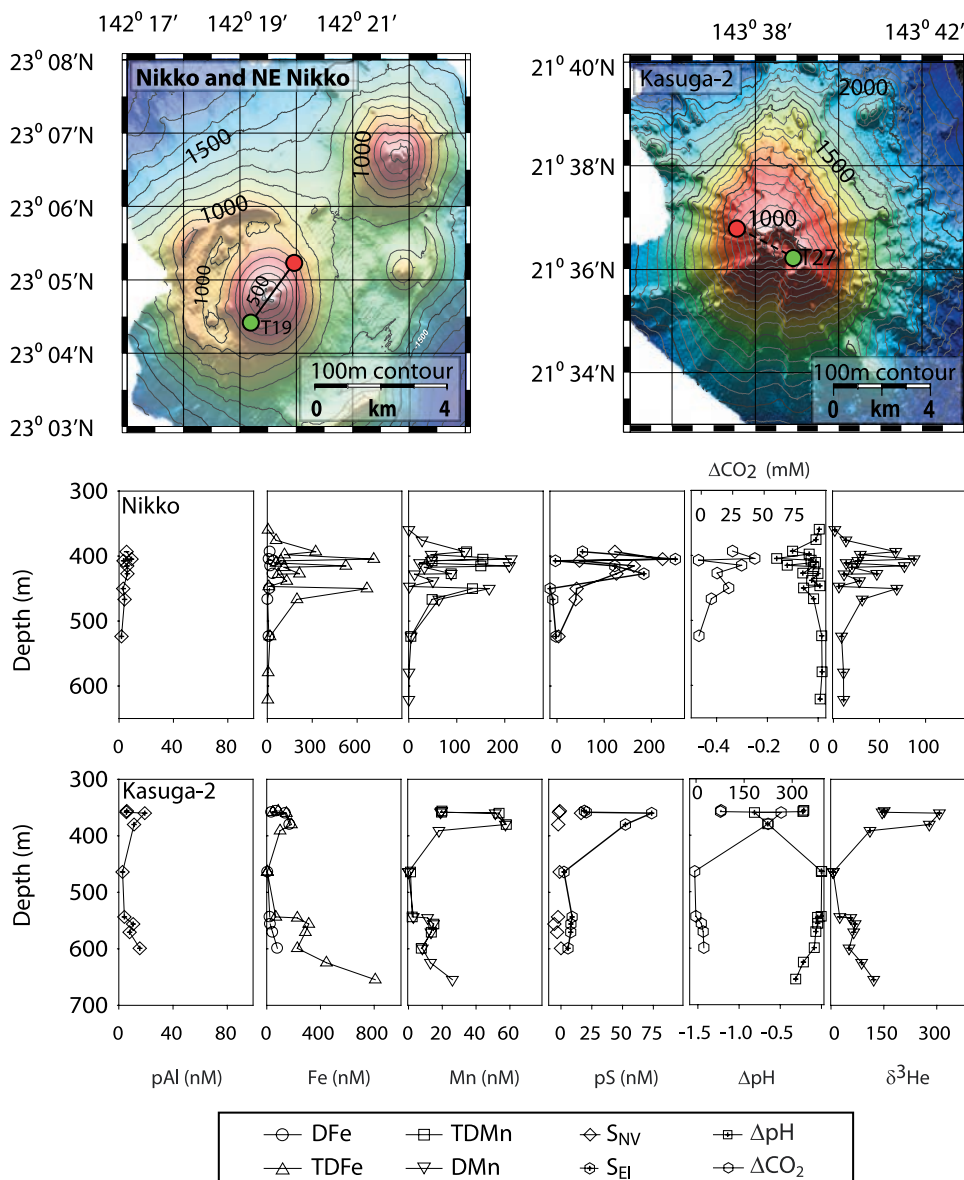 142⁰ 17' 142⁰ 19' 142⁰ 21'
143⁰ 38' 143⁰ 42'
23⁰ 08'N
23⁰ 07'N
23⁰ 06'N
23⁰ 05'N
23⁰ 04'N
23⁰ 03'N
Nikko and NE Nikko
1500
1000
1000
1000
500
T19
-1500
100m contour
0 km 4
21⁰ 40'N
21⁰ 38'N
21⁰ 36'N
21⁰ 34'N
Kasuga-2
2000
1500
1000
T27
100m contour
0 km 4
ΔCO₂ (mM)
Depth (m)
300
400
500
600
Nikko
0 25 50 75
0 20 40 60 80
0 600
0 100 200
0 100 200
-0.4 -0.2 0
0 50 100
Depth (m)
300
400
500
600
700
Kasuga-2
0 150 300
0 20 40 60 80
0 400 800
0 20 40 60
0 25 50 75
-1.5 -1.0 -0.5
0 150 300
pAl (nM)
Fe (nM)
Mn (nM)
pS (nM)
ΔpH
δ³He
DFe TDMn S_NV ΔpH
TDFe DMn S_EI ΔCO₂